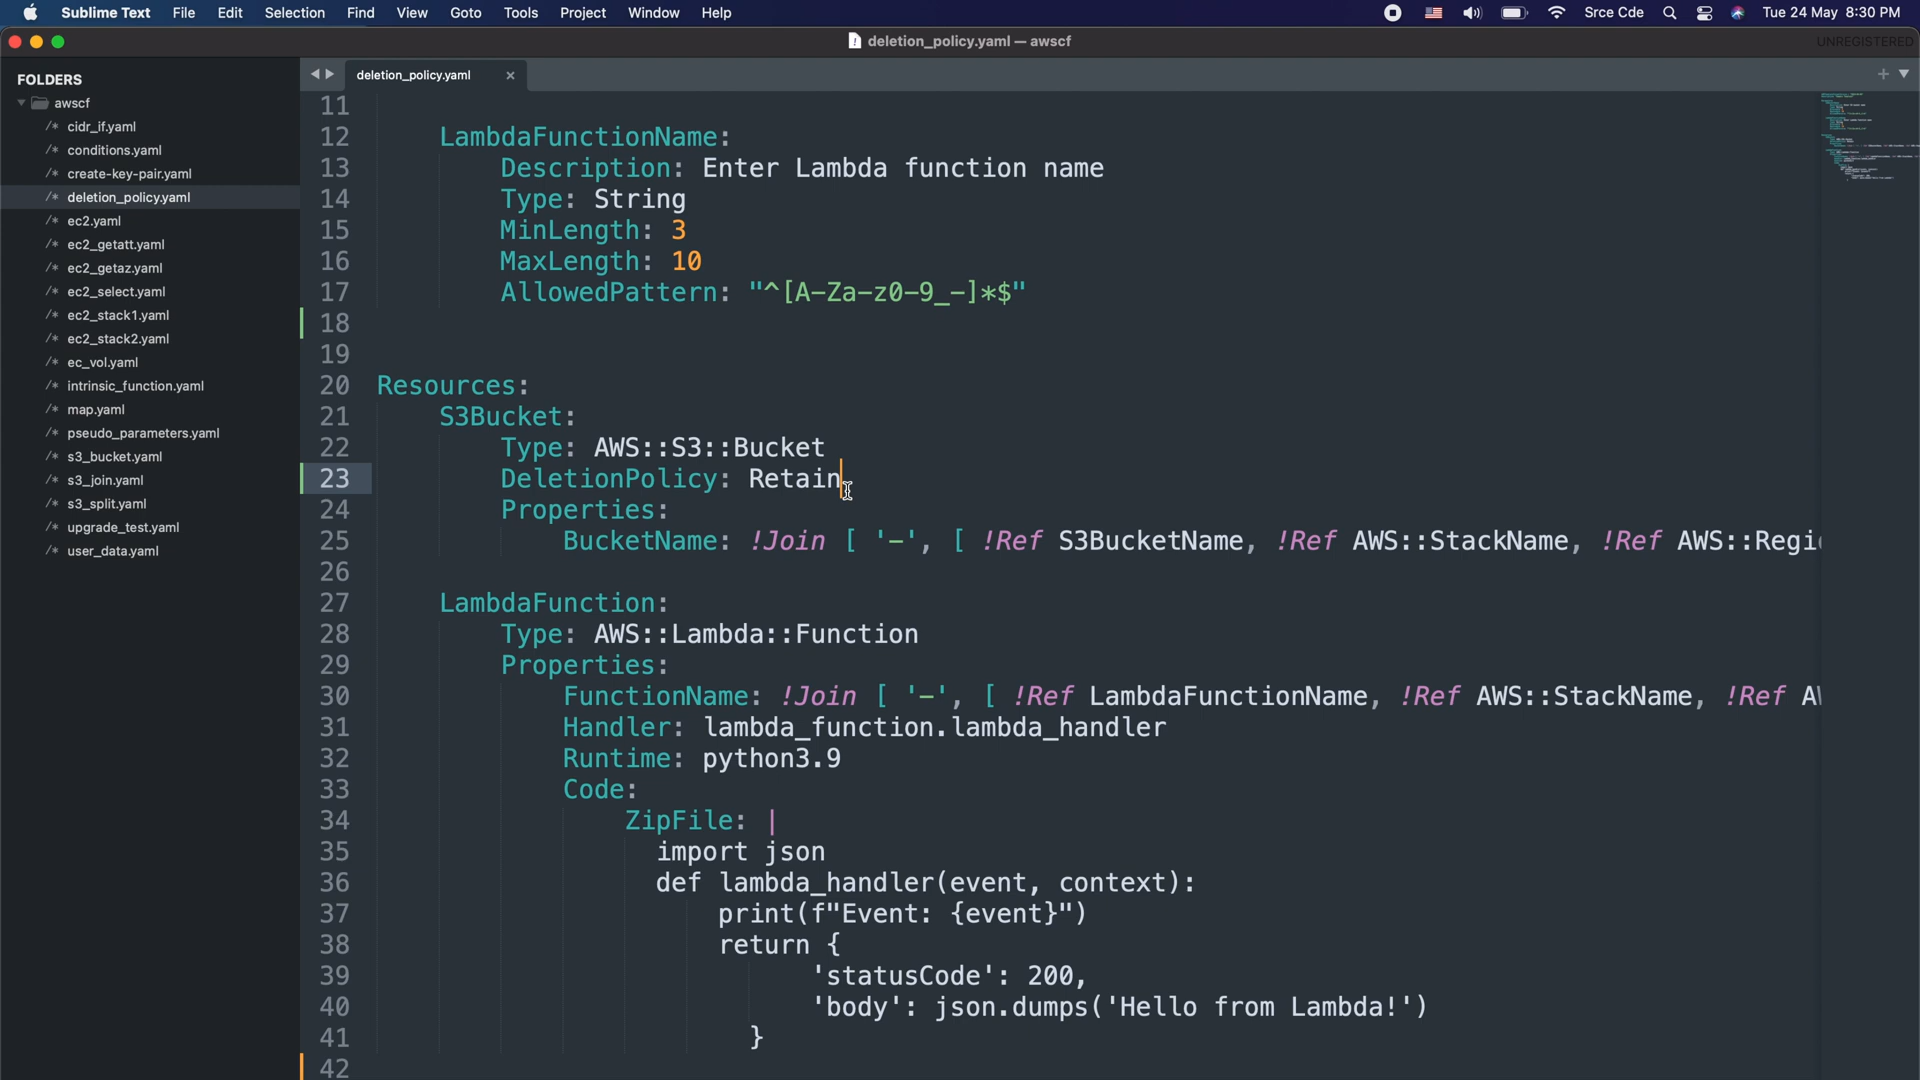 Sublime Text File Edit Selection Find View Goto Tools Project Window Help Srce Cde Tue 24 May 8:30 PM
deletion_policy.yaml — awscf UNREGISTERED
FOLDERS
awscf
/* cidr_if.yaml
/* conditions.yaml
/* create-key-pair.yaml
/* deletion_policy.yaml
/* ec2.yaml
/* ec2_getatt.yaml
/* ec2_getaz.yaml
/* ec2_select.yaml
/* ec2_stack1.yaml
/* ec2_stack2.yaml
/* ec_vol.yaml
/* intrinsic_function.yaml
/* map.yaml
/* pseudo_parameters.yaml
/* s3_bucket.yaml
/* s3_join.yaml
/* s3_split.yaml
/* upgrade_test.yaml
/* user_data.yaml
deletion_policy.yaml ×
11
12 LambdaFunctionName:
13 Description: Enter Lambda function name
14 Type: String
15 MinLength: 3
16 MaxLength: 10
17 AllowedPattern: "^[A-Za-z0-9_-]*$"
18
19
20 Resources:
21 S3Bucket:
22 Type: AWS::S3::Bucket
23 DeletionPolicy: Retain
24 Properties:
25 BucketName: !Join [ '-', [ !Ref S3BucketName, !Ref AWS::StackName, !Ref AWS::Regi
26
27 LambdaFunction:
28 Type: AWS::Lambda::Function
29 Properties:
30 FunctionName: !Join [ '-', [ !Ref LambdaFunctionName, !Ref AWS::StackName, !Ref A
31 Handler: lambda_function.lambda_handler
32 Runtime: python3.9
33 Code:
34 ZipFile: |
35 import json
36 def lambda_handler(event, context):
37 print(f"Event: {event}")
38 return {
39 'statusCode': 200,
40 'body': json.dumps('Hello from Lambda!')
41 }
42